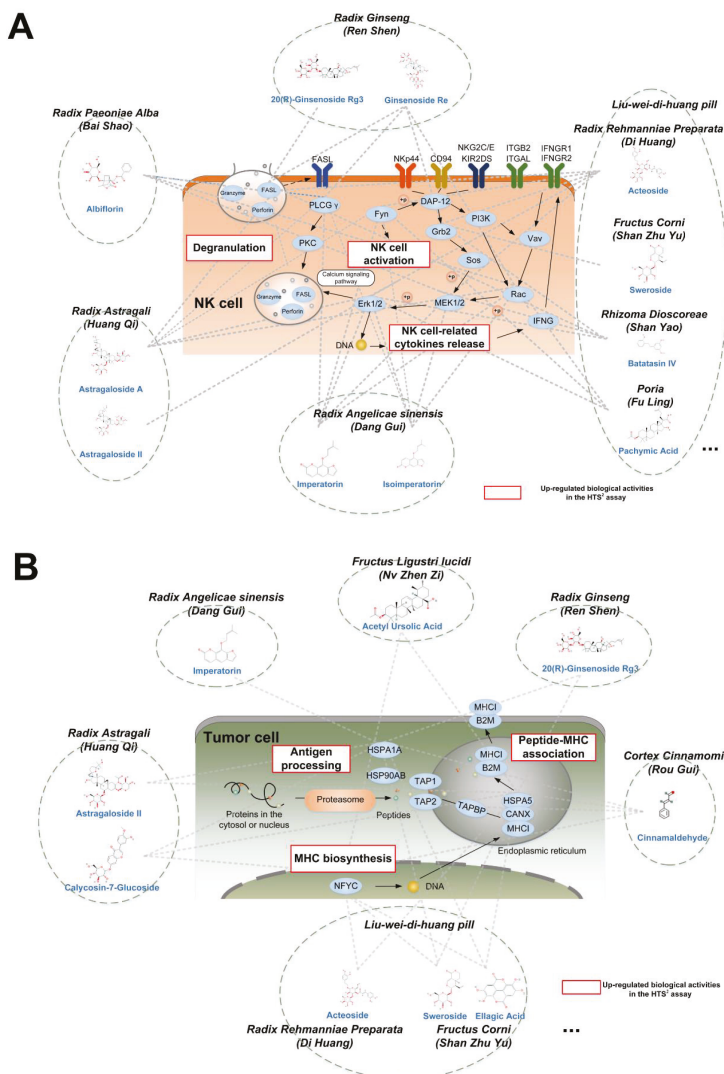 A
Radix Ginseng
(Ren Shen)
20(R)-Ginsenoside Rg3
Ginsenoside Re
Radix Paeoniae Alba
(Bai Shao)
Albiflorin
Liu-wei-di-huang pill
Radix Rehmanniae Preparata
(Di Huang)
Acteoside
Fructus Corni
(Shan Zhu Yu)
Sweroside
Rhizoma Dioscoreae
(Shan Yao)
Batatasin IV
Poria
(Fu Ling)
Pachymic Acid
...
FASL
NKp44
CD94
NKG2C/E
KIR2DS
ITGB2
ITGAL
IFNGR1
IFNGR2
Granzyme
FASL
Perforin
PLCG γ
Fyn
+p
DAP-12
PI3K
Grb2
Vav
Degranulation
PKC
NK cell
activation
Sos
+p
Calcium signaling
pathway
NK cell
Granzyme
FASL
Perforin
Erk1/2
+p
MEK1/2
Rac
+p
IFNG
DNA
NK cell-related
cytokines release
Radix Astragali
(Huang Qi)
Astragaloside A
Astragaloside II
Radix Angelicae sinensis
(Dang Gui)
Imperatorin
Isoimperatorin
Up-regulated biological activities
in the HTS² assay
B
Fructus Ligustri lucidi
(Nv Zhen Zi)
Acetyl Ursolic Acid
Radix Angelicae sinensis
(Dang Gui)
Imperatorin
Radix Ginseng
(Ren Shen)
20(R)-Ginsenoside Rg3
Radix Astragali
(Huang Qi)
Astragaloside II
Calycosin-7-Glucoside
Cortex Cinnamomi
(Rou Gui)
Cinnamaldehyde
Tumor cell
MHCI
B2M
Antigen
processing
HSPA1A
HSP90AB
Peptide-MHC
association
MHCI
B2M
Proteins in the
cytosol or nucleus
Proteasome
Peptides
TAP1
TAP2
TAPBP
HSPA5
CANX
MHCI
Endoplasmic reticulum
MHC biosynthesis
NFYC
DNA
Liu-wei-di-huang pill
Acteoside
Radix Rehmanniae Preparata
(Di Huang)
Sweroside
Ellagic Acid
Fructus Corni
(Shan Zhu Yu)
...
Up-regulated biological activities
in the HTS² assay